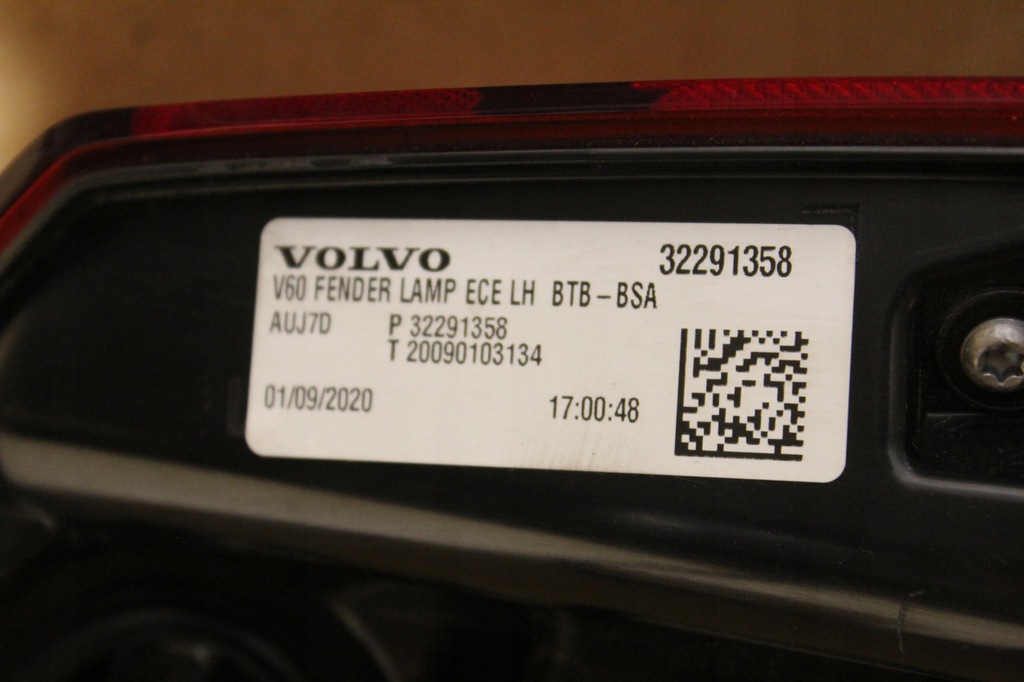 VOLVO 32291358
V60 FENDER LAMP ECE LH BTB-BSA
AUJ7D P 32291358
T 20090103134
01/09/2020 17:00:48